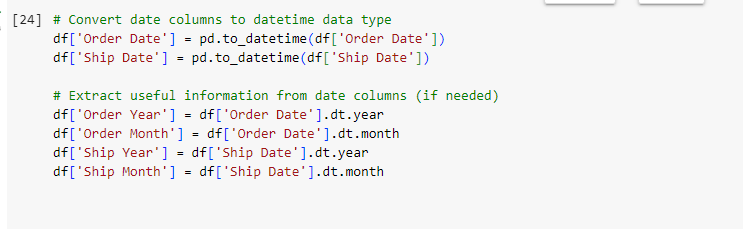 [24] # Convert date columns to datetime data type
df['Order Date'] = pd.to_datetime(df['Order Date'])
df['Ship Date'] = pd.to_datetime(df['Ship Date'])
# Extract useful information from date columns (if needed)
df['Order Year'] = df['Order Date'].dt.year
df['Order Month'] = df['Order Date'].dt.month
df['Ship Year'] = df['Ship Date'].dt.year
df['Ship Month'] = df['Ship Date'].dt.month